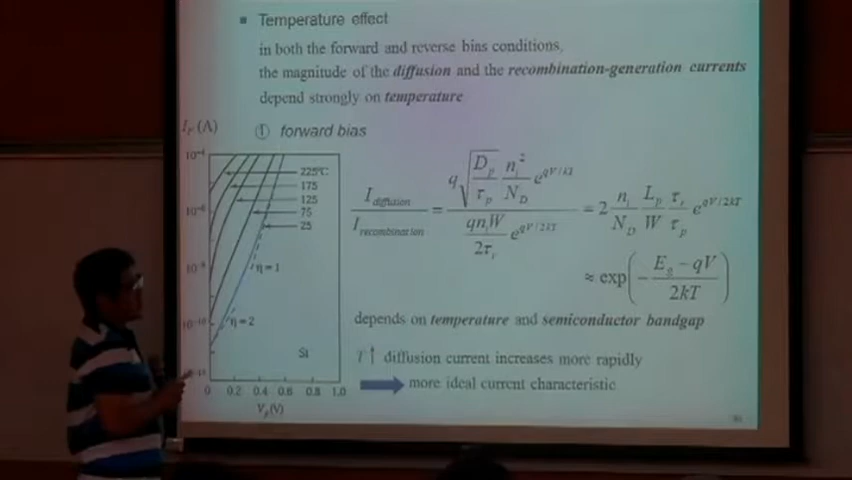 ▪ Temperature effect
in both the forward and reverse bias conditions,
the magnitude of the diffusion and the recombination-generation currents
depend strongly on temperature
① forward bias
I_F (A)
10⁻⁴
225°C
175
125
75
25
η = 1
η = 2
Si
0 0.2 0.4 0.6 0.8 1.0
V_F (V)
I_diffusion / I_recombination = (q √(D_p / τ_p) (n_i² / N_D) e^(qV/kT)) / ((q n_i W / 2τ_r) e^(qV/2kT)) = 2 (n_i / N_D) (L_p / W) (τ_r / τ_p) e^(qV/2kT)
≈ exp(− (E_g − qV) / 2kT)
depends on temperature and semiconductor bandgap
T↑ diffusion current increases more rapidly
more ideal current characteristic